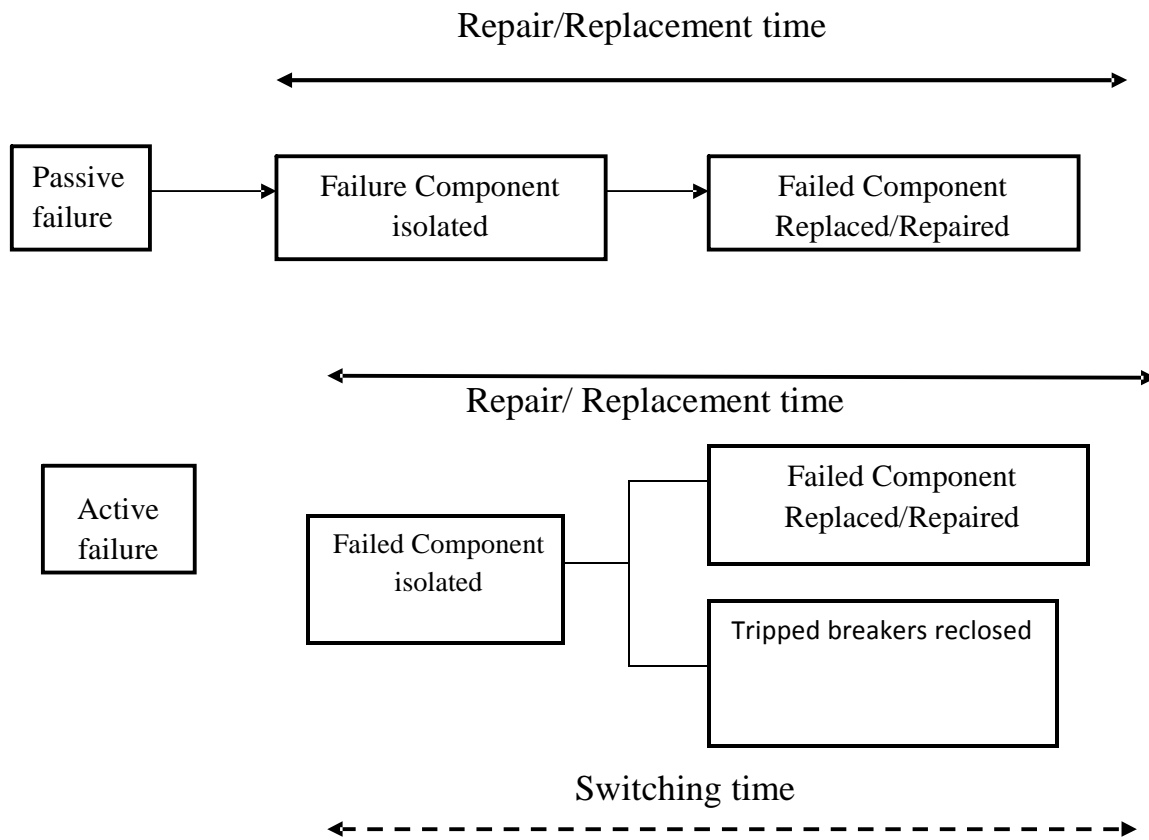 Repair/Replacement time
Passive
failure
Failure Component
isolated
Failed Component
Replaced/Repaired
Repair/ Replacement time
Active
failure
Failed Component
isolated
Failed Component
Replaced/Repaired
Tripped breakers reclosed
Switching time